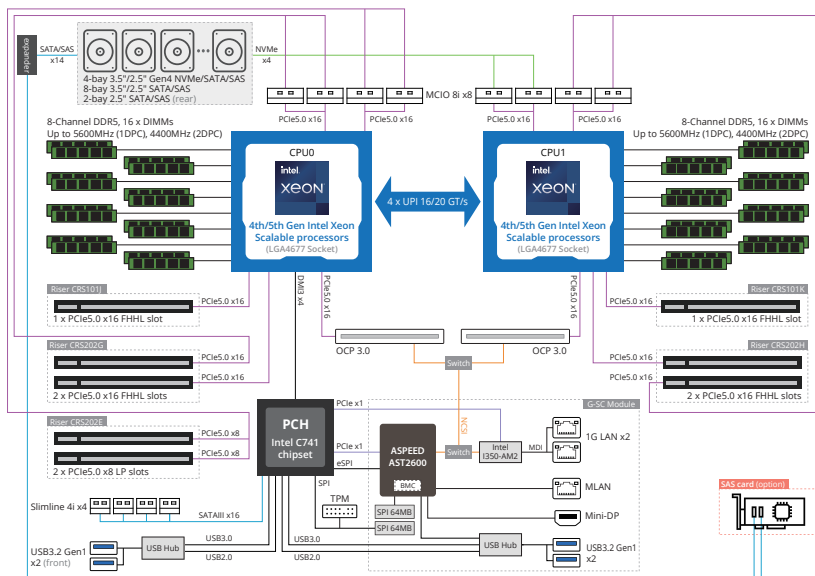 expander
SATA/SAS
x14
NVMe
x4
4-bay 3.5"/2.5" Gen4 NVMe/SATA/SAS
8-bay 3.5"/2.5" SATA/SAS
2-bay 2.5" SATA/SAS (rear)
MCIO 8i x8
PCIe5.0 x16
PCIe5.0 x16
PCIe5.0 x16
PCIe5.0 x16
8-Channel DDR5, 16 x DIMMs
Up to 5600MHz (1DPC), 4400MHz (2DPC)
8-Channel DDR5, 16 x DIMMs
Up to 5600MHz (1DPC), 4400MHz (2DPC)
CPU0
intel
XEON
4th/5th Gen Intel Xeon
Scalable processors
(LGA4677 Socket)
4 x UPI 16/20 GT/s
CPU1
intel
XEON
4th/5th Gen Intel Xeon
Scalable processors
(LGA4677 Socket)
DMI3 x4
PCIe5.0 x16
PCIe5.0 x16
Riser CRS101J
PCIe5.0 x16
1 x PCIe5.0 x16 FHHL slot
Riser CRS101K
PCIe5.0 x16
1 x PCIe5.0 x16 FHHL slot
Riser CRS202G
PCIe5.0 x16
PCIe5.0 x16
2 x PCIe5.0 x16 FHHL slots
OCP 3.0
OCP 3.0
Switch
Riser CRS202H
PCIe5.0 x16
PCIe5.0 x16
2 x PCIe5.0 x16 FHHL slots
Riser CRS202E
PCIe5.0 x8
PCIe5.0 x8
2 x PCIe5.0 x8 LP slots
PCH
Intel C741
chipset
PCIe x1
PCIe x1
eSPI
SPI
NCSI
G-SC Module
ASPEED
AST2600
BMC
Switch
Intel
I350-AM2
MDI
1G LAN x2
MLAN
Mini-DP
SPI 64MB
SPI 64MB
TPM
SAS card (option)
Slimline 4i x4
SATAIII x16
USB3.2 Gen1
x2 (front)
USB Hub
USB3.0
USB2.0
USB3.0
USB2.0
USB Hub
USB3.2 Gen1
x2